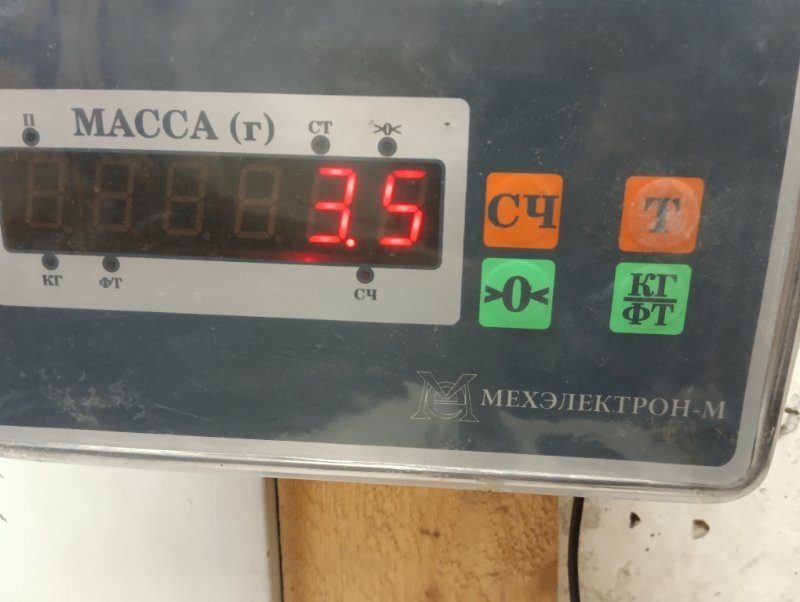 П МАССА (г) СТ >0<
3.5
КГ ФТ СЧ
СЧ Т
>0< КГ/ФТ
МЕХЭЛЕКТРОН-М